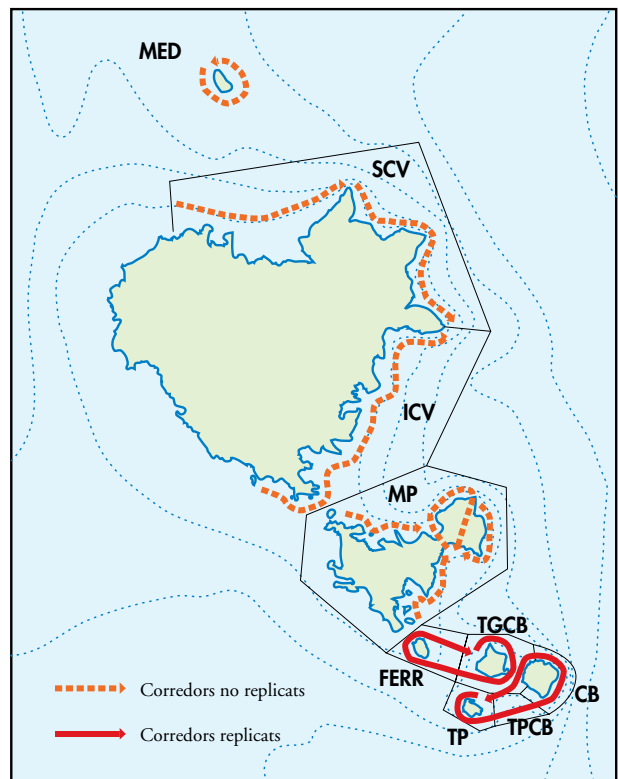 MED
SCV
ICV
MP
TGCB
FERR
CB
TP
TPCB
Corredors no replicats
Corredors replicats